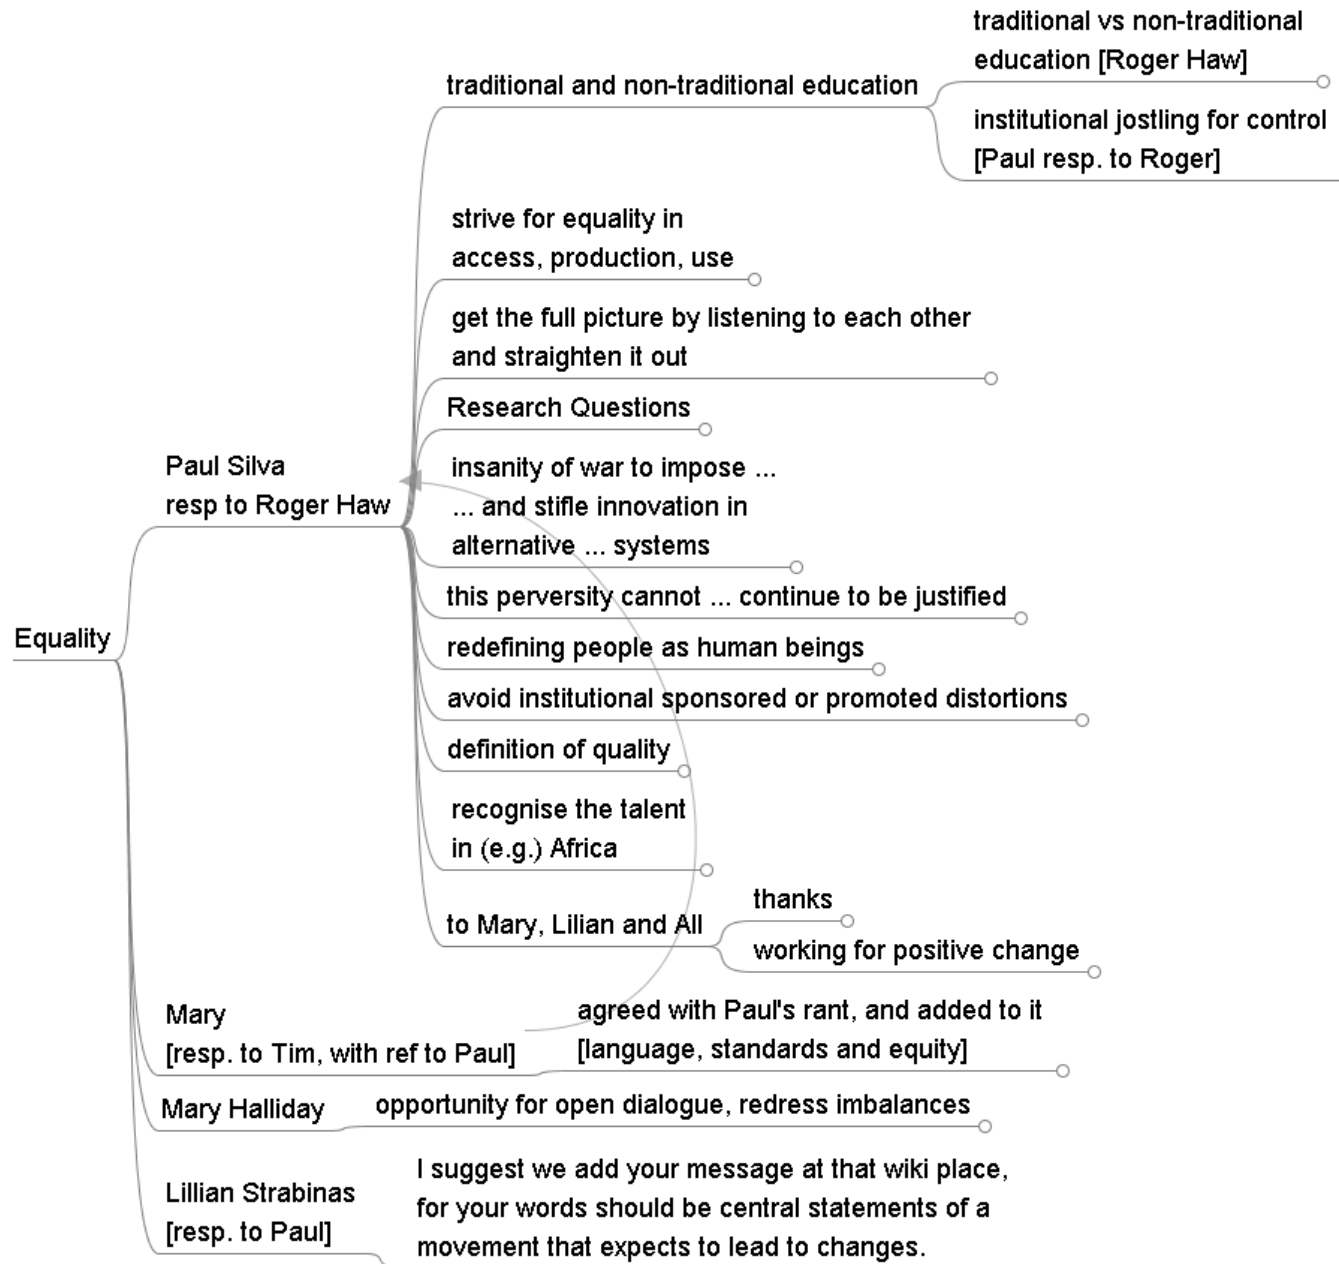 traditional vs non-traditional
education [Roger Haw]
traditional and non-traditional education
institutional jostling for control
[Paul resp. to Roger]
strive for equality in
access, production, use
get the full picture by listening to each other
and straighten it out
Research Questions
Paul Silva
resp to Roger Haw
insanity of war to impose ...
... and stifle innovation in
alternative ... systems
this perversity cannot ... continue to be justified
Equality
redefining people as human beings
avoid institutional sponsored or promoted distortions
definition of quality
recognise the talent
in (e.g.) Africa
to Mary, Lilian and All
thanks
working for positive change
Mary
[resp. to Tim, with ref to Paul]
agreed with Paul's rant, and added to it
[language, standards and equity]
Mary Halliday
opportunity for open dialogue, redress imbalances
Lillian Strabinas
[resp. to Paul]
I suggest we add your message at that wiki place,
for your words should be central statements of a
movement that expects to lead to changes.